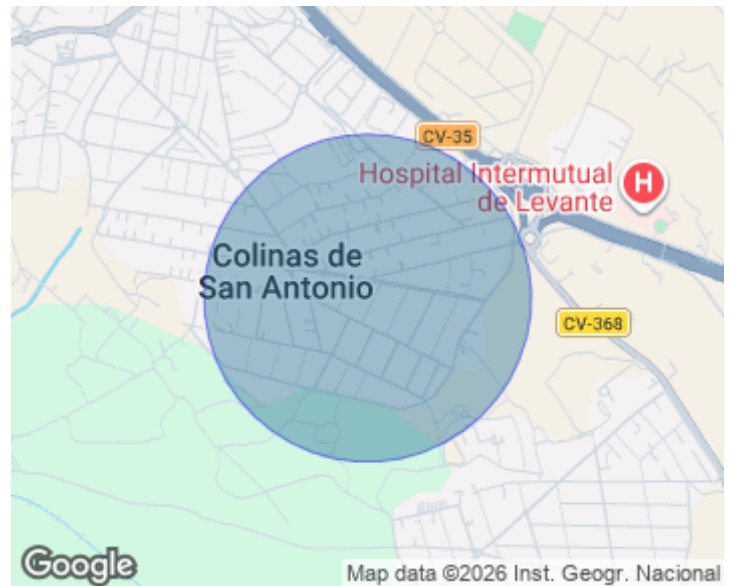 CV-35
Hospital Intermutual
de Levante
H
Colinas de
San Antonio
CV-368
Google
Map data ©2026 Inst. Geogr. Nacional